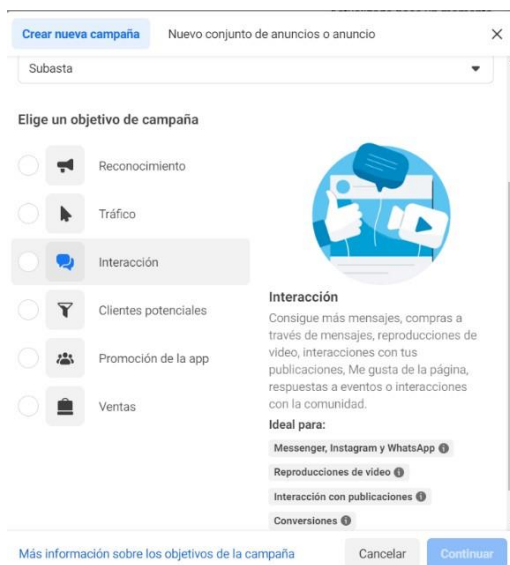 Crear nueva campaña
Nuevo conjunto de anuncios o anuncio
Subasta
Elige un objetivo de campaña
Reconocimiento
Tráfico
Interacción
Clientes potenciales
Promoción de la app
Ventas
Interacción
Consigue más mensajes, compras a
través de mensajes, reproducciones de
video, interacciones con tus
publicaciones, Me gusta de la página,
respuestas a eventos o interacciones
con la comunidad.
Ideal para:
Messenger, Instagram y WhatsApp
Reproducciones de video
Interacción con publicaciones
Conversiones
Más información sobre los objetivos de la campaña
Cancelar
Continuar